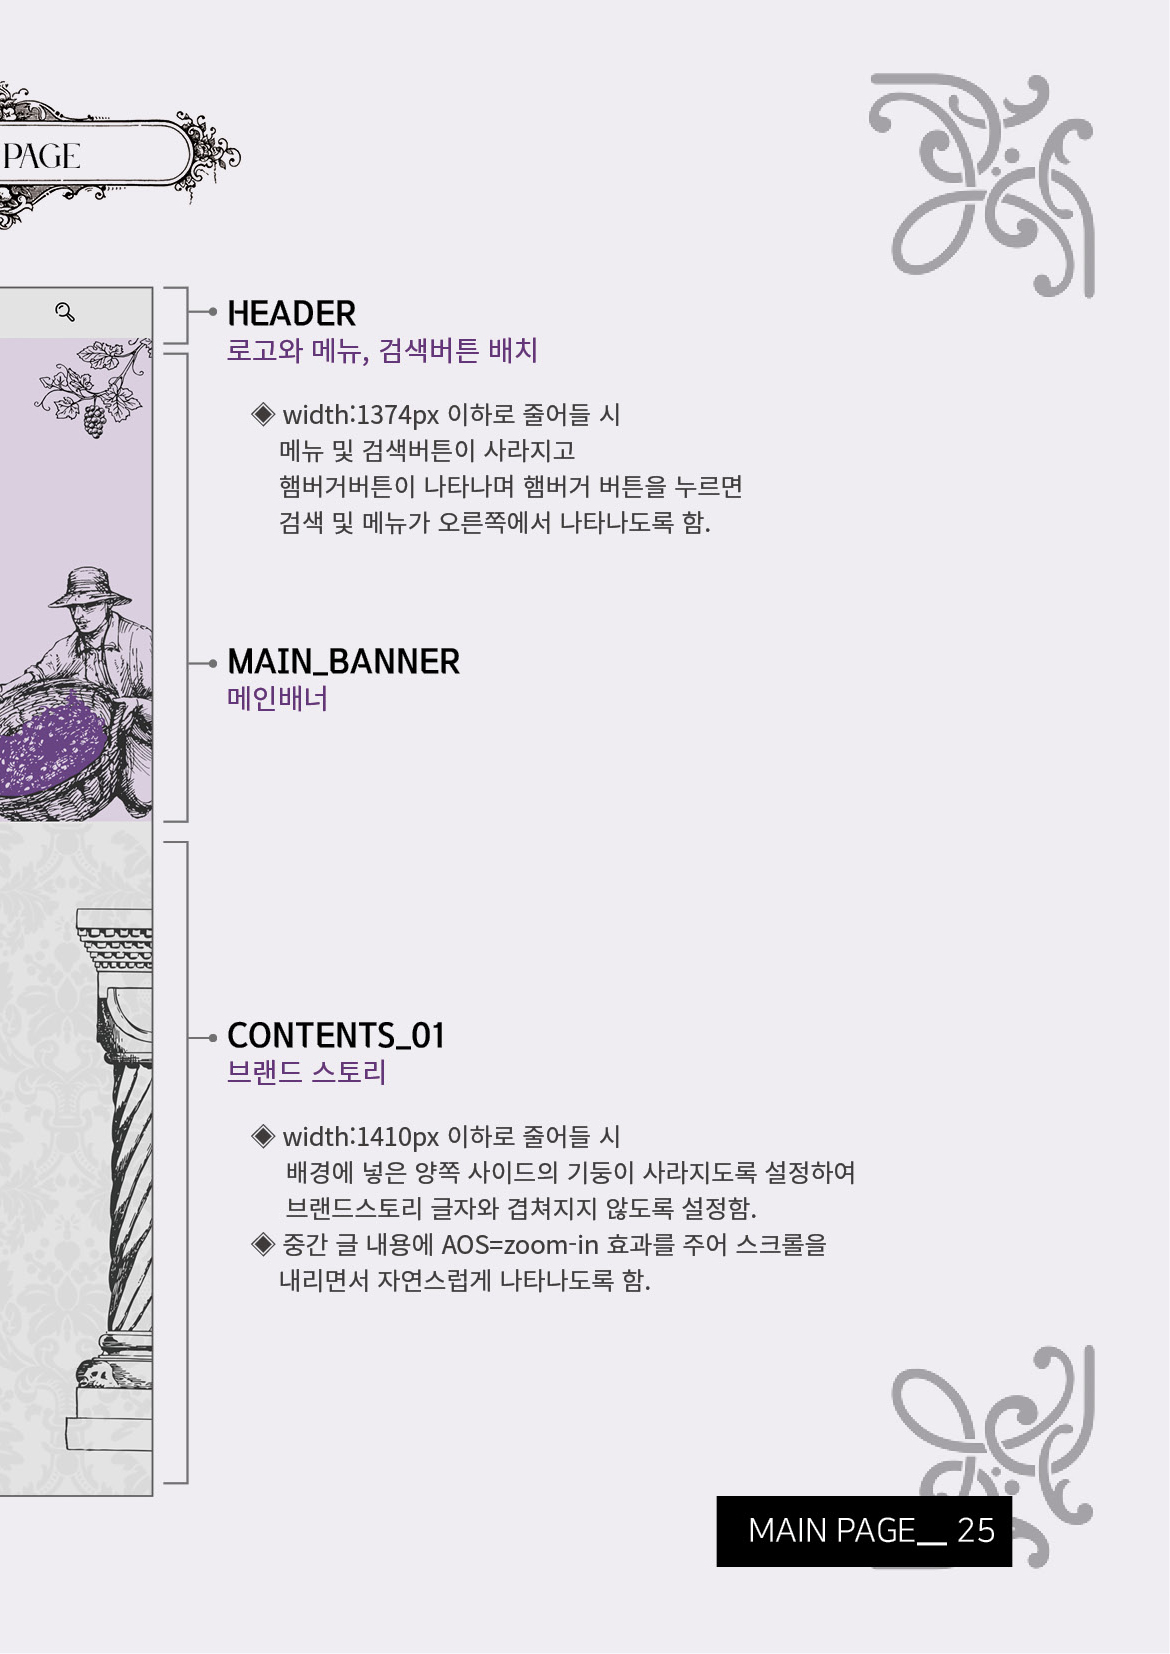 PAGE
HEADER
로고와 메뉴, 검색버튼 배치
◈ width:1374px 이하로 줄어들 시
메뉴 및 검색버튼이 사라지고
햄버거버튼이 나타나며 햄버거 버튼을 누르면
검색 및 메뉴가 오른쪽에서 나타나도록 함.
MAIN_BANNER
메인배너
CONTENTS_01
브랜드 스토리
◈ width:1410px 이하로 줄어들 시
배경에 넣은 양쪽 사이드의 기둥이 사라지도록 설정하여
브랜드스토리 글자와 겹쳐지지 않도록 설정함.
◈ 중간 글 내용에 AOS=zoom-in 효과를 주어 스크롤을
내리면서 자연스럽게 나타나도록 함.
MAIN PAGE__ 25